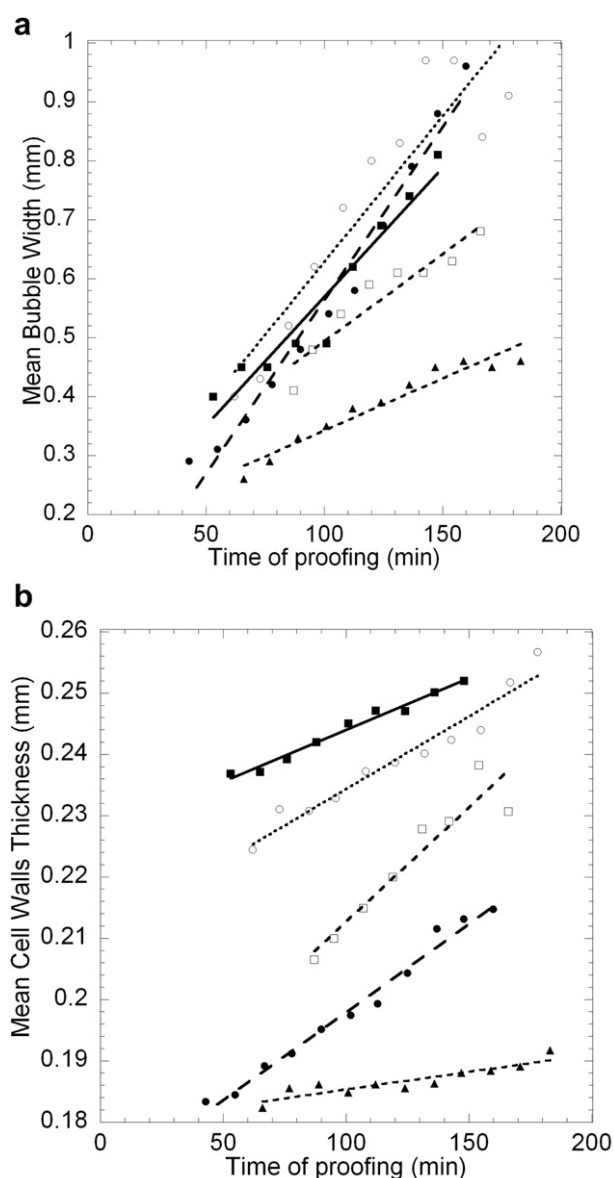 a
1
0.9
0.8
0.7
0.6
0.5
0.4
0.3
0.2
Mean Bubble Width (mm)
0 50 100 150 200
Time of proofing (min)
b
0.26
0.25
0.24
0.23
0.22
0.21
0.2
0.19
0.18
Mean Cell Walls Thickness (mm)
0 50 100 150 200
Time of proofing (min)